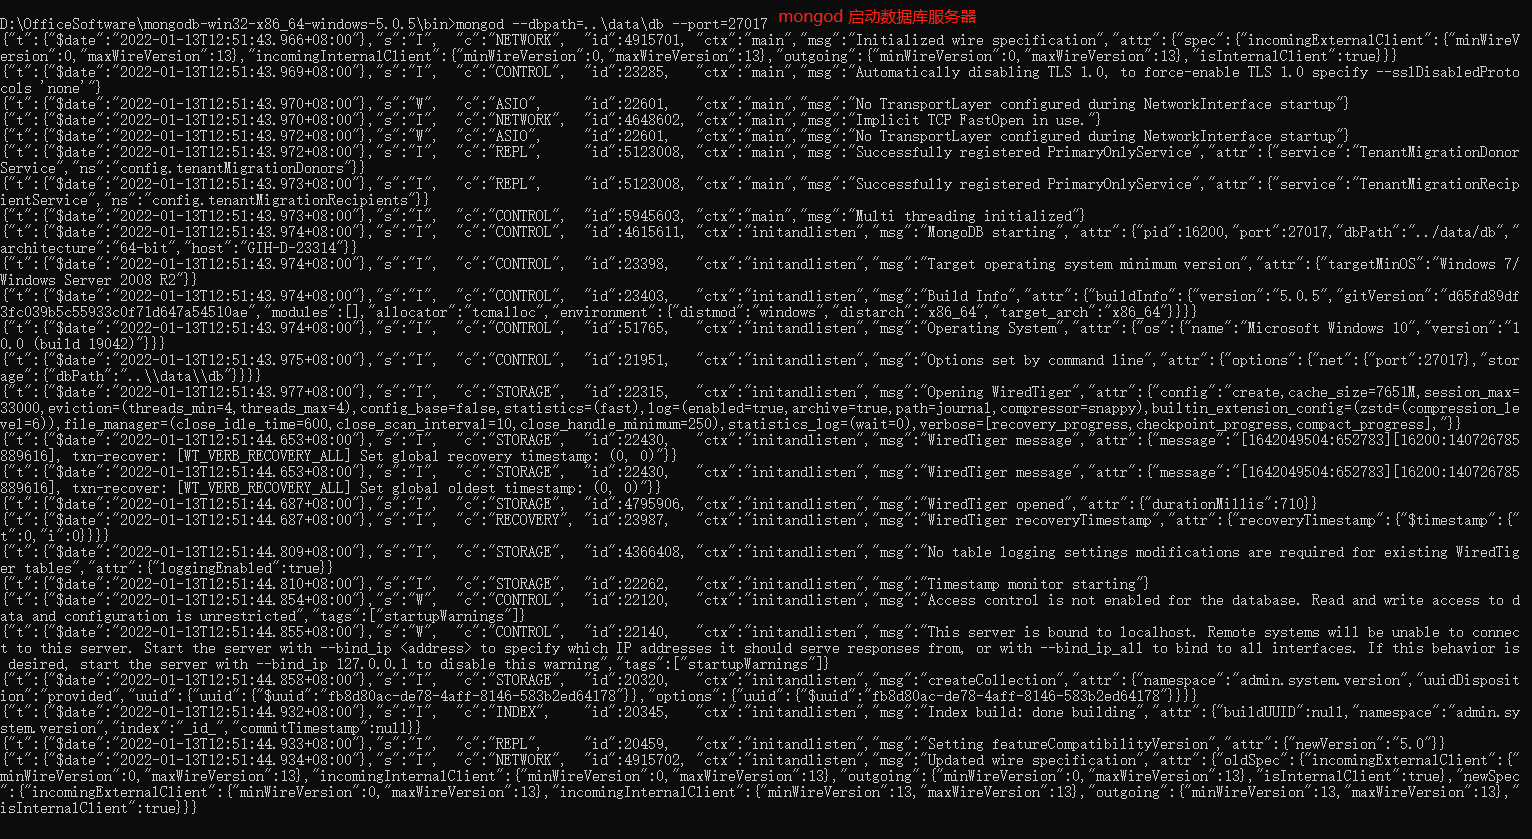 D:\OfficeSoftware\mongodb-win32-x86_64-windows-5.0.5\bin>mongod --dbpath=..\data\db --port=27017 mongod 启动数据库服务器
{"t":{"$date":"2022-01-13T12:51:43.966+08:00"},"s":"I",  "c":"NETWORK",  "id":4915701, "ctx":"main","msg":"Initialized wire specification","attr":{"spec":{"incomingExternalClient":{"minWireV
ersion":0,"maxWireVersion":13},"incomingInternalClient":{"minWireVersion":0,"maxWireVersion":13},"outgoing":{"minWireVersion":0,"maxWireVersion":13},"isInternalClient":true}}}
{"t":{"$date":"2022-01-13T12:51:43.969+08:00"},"s":"I",  "c":"CONTROL",  "id":23285,   "ctx":"main","msg":"Automatically disabling TLS 1.0, to force-enable TLS 1.0 specify --sslDisabledProto
cols 'none'"}
{"t":{"$date":"2022-01-13T12:51:43.970+08:00"},"s":"W",  "c":"ASIO",     "id":22601,   "ctx":"main","msg":"No TransportLayer configured during NetworkInterface startup"}
{"t":{"$date":"2022-01-13T12:51:43.970+08:00"},"s":"I",  "c":"NETWORK",  "id":4648602, "ctx":"main","msg":"Implicit TCP FastOpen in use."}
{"t":{"$date":"2022-01-13T12:51:43.972+08:00"},"s":"W",  "c":"ASIO",     "id":22601,   "ctx":"main","msg":"No TransportLayer configured during NetworkInterface startup"}
{"t":{"$date":"2022-01-13T12:51:43.972+08:00"},"s":"I",  "c":"REPL",     "id":5123008, "ctx":"main","msg":"Successfully registered PrimaryOnlyService","attr":{"service":"TenantMigrationDonor
Service","ns":"config.tenantMigrationDonors"}}
{"t":{"$date":"2022-01-13T12:51:43.973+08:00"},"s":"I",  "c":"REPL",     "id":5123008, "ctx":"main","msg":"Successfully registered PrimaryOnlyService","attr":{"service":"TenantMigrationRecip
ientService","ns":"config.tenantMigrationRecipients"}}
{"t":{"$date":"2022-01-13T12:51:43.973+08:00"},"s":"I",  "c":"CONTROL",  "id":5945603, "ctx":"main","msg":"Multi threading initialized"}
{"t":{"$date":"2022-01-13T12:51:43.974+08:00"},"s":"I",  "c":"CONTROL",  "id":4615611, "ctx":"initandlisten","msg":"MongoDB starting","attr":{"pid":16200,"port":27017,"dbPath":"../data/db","
architecture":"64-bit","host":"GIH-D-23314"}}
{"t":{"$date":"2022-01-13T12:51:43.974+08:00"},"s":"I",  "c":"CONTROL",  "id":23398,   "ctx":"initandlisten","msg":"Target operating system minimum version","attr":{"targetMinOS":"Windows 7/
Windows Server 2008 R2"}}
{"t":{"$date":"2022-01-13T12:51:43.974+08:00"},"s":"I",  "c":"CONTROL",  "id":23403,   "ctx":"initandlisten","msg":"Build Info","attr":{"buildInfo":{"version":"5.0.5","gitVersion":"d65fd89df
3fc039b5c55933c0f71d647a54510ae","modules":[],"allocator":"tcmalloc","environment":{"distmod":"windows","distarch":"x86_64","target_arch":"x86_64"}}}}
{"t":{"$date":"2022-01-13T12:51:43.974+08:00"},"s":"I",  "c":"CONTROL",  "id":51765,   "ctx":"initandlisten","msg":"Operating System","attr":{"os":{"name":"Microsoft Windows 10","version":"1
0.0 (build 19042)"}}}
{"t":{"$date":"2022-01-13T12:51:43.975+08:00"},"s":"I",  "c":"CONTROL",  "id":21951,   "ctx":"initandlisten","msg":"Options set by command line","attr":{"options":{"net":{"port":27017},"stor
age":{"dbPath":"..\\data\\db"}}}}
{"t":{"$date":"2022-01-13T12:51:43.977+08:00"},"s":"I",  "c":"STORAGE",  "id":22315,   "ctx":"initandlisten","msg":"Opening WiredTiger","attr":{"config":"create,cache_size=7651M,session_max=
33000,eviction=(threads_min=4,threads_max=4),config_base=false,statistics=(fast),log=(enabled=true,archive=true,path=journal,compressor=snappy),builtin_extension_config=(zstd=(compression_le
vel=6)),file_manager=(close_idle_time=600,close_scan_interval=10,close_handle_minimum=250),statistics_log=(wait=0),verbose=[recovery_progress,checkpoint_progress,compact_progress],"}}
{"t":{"$date":"2022-01-13T12:51:44.653+08:00"},"s":"I",  "c":"STORAGE",  "id":22430,   "ctx":"initandlisten","msg":"WiredTiger message","attr":{"message":"[1642049504:652783][16200:140726785
889616], txn-recover: [WT_VERB_RECOVERY_ALL] Set global recovery timestamp: (0, 0)"}}
{"t":{"$date":"2022-01-13T12:51:44.653+08:00"},"s":"I",  "c":"STORAGE",  "id":22430,   "ctx":"initandlisten","msg":"WiredTiger message","attr":{"message":"[1642049504:652783][16200:140726785
889616], txn-recover: [WT_VERB_RECOVERY_ALL] Set global oldest timestamp: (0, 0)"}}
{"t":{"$date":"2022-01-13T12:51:44.687+08:00"},"s":"I",  "c":"STORAGE",  "id":4795906, "ctx":"initandlisten","msg":"WiredTiger opened","attr":{"durationMillis":710}}
{"t":{"$date":"2022-01-13T12:51:44.687+08:00"},"s":"I",  "c":"RECOVERY", "id":23987,   "ctx":"initandlisten","msg":"WiredTiger recoveryTimestamp","attr":{"recoveryTimestamp":{"$timestamp":{"
t":0,"i":0}}}}
{"t":{"$date":"2022-01-13T12:51:44.809+08:00"},"s":"I",  "c":"STORAGE",  "id":4366408, "ctx":"initandlisten","msg":"No table logging settings modifications are required for existing WiredTig
er tables","attr":{"loggingEnabled":true}}
{"t":{"$date":"2022-01-13T12:51:44.810+08:00"},"s":"I",  "c":"STORAGE",  "id":22262,   "ctx":"initandlisten","msg":"Timestamp monitor starting"}
{"t":{"$date":"2022-01-13T12:51:44.854+08:00"},"s":"W",  "c":"CONTROL",  "id":22120,   "ctx":"initandlisten","msg":"Access control is not enabled for the database. Read and write access to d
ata and configuration is unrestricted","tags":["startupWarnings"]}
{"t":{"$date":"2022-01-13T12:51:44.855+08:00"},"s":"W",  "c":"CONTROL",  "id":22140,   "ctx":"initandlisten","msg":"This server is bound to localhost. Remote systems will be unable to connec
t to this server. Start the server with --bind_ip <address> to specify which IP addresses it should serve responses from, or with --bind_ip_all to bind to all interfaces. If this behavior is
 desired, start the server with --bind_ip 127.0.0.1 to disable this warning","tags":["startupWarnings"]}
{"t":{"$date":"2022-01-13T12:51:44.858+08:00"},"s":"I",  "c":"STORAGE",  "id":20320,   "ctx":"initandlisten","msg":"createCollection","attr":{"namespace":"admin.system.version","uuidDisposit
ion":"provided","uuid":{"uuid":{"$uuid":"fb8d80ac-de78-4aff-8146-583b2ed64178"}},"options":{"uuid":{"$uuid":"fb8d80ac-de78-4aff-8146-583b2ed64178"}}}}
{"t":{"$date":"2022-01-13T12:51:44.932+08:00"},"s":"I",  "c":"INDEX",    "id":20345,   "ctx":"initandlisten","msg":"Index build: done building","attr":{"buildUUID":null,"namespace":"admin.sy
stem.version","index":"_id_","commitTimestamp":null}}
{"t":{"$date":"2022-01-13T12:51:44.933+08:00"},"s":"I",  "c":"REPL",     "id":20459,   "ctx":"initandlisten","msg":"Setting featureCompatibilityVersion","attr":{"newVersion":"5.0"}}
{"t":{"$date":"2022-01-13T12:51:44.934+08:00"},"s":"I",  "c":"NETWORK",  "id":4915702, "ctx":"initandlisten","msg":"Updated wire specification","attr":{"oldSpec":{"incomingExternalClient":{"
minWireVersion":0,"maxWireVersion":13},"incomingInternalClient":{"minWireVersion":0,"maxWireVersion":13},"outgoing":{"minWireVersion":0,"maxWireVersion":13},"isInternalClient":true},"newSpec
":{"incomingExternalClient":{"minWireVersion":0,"maxWireVersion":13},"incomingInternalClient":{"minWireVersion":13,"maxWireVersion":13},"outgoing":{"minWireVersion":13,"maxWireVersion":13},"
isInternalClient":true}}}